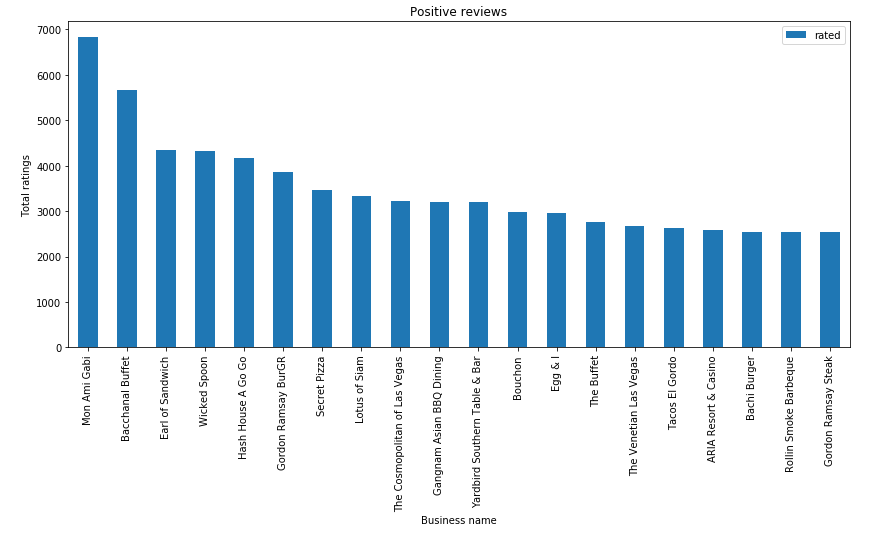 Positive reviews
rated
Total ratings
7000
6000
5000
4000
3000
2000
1000
0
Mon Ami Gabi
Bacchanal Buffet
Earl of Sandwich
Wicked Spoon
Hash House A Go Go
Gordon Ramsay BurGR
Secret Pizza
Lotus of Siam
The Cosmopolitan of Las Vegas
Gangnam Asian BBQ Dining
Yardbird Southern Table & Bar
Bouchon
Egg & I
The Buffet
The Venetian Las Vegas
Tacos El Gordo
ARIA Resort & Casino
Bachi Burger
Rollin Smoke Barbeque
Gordon Ramsay Steak
Business name